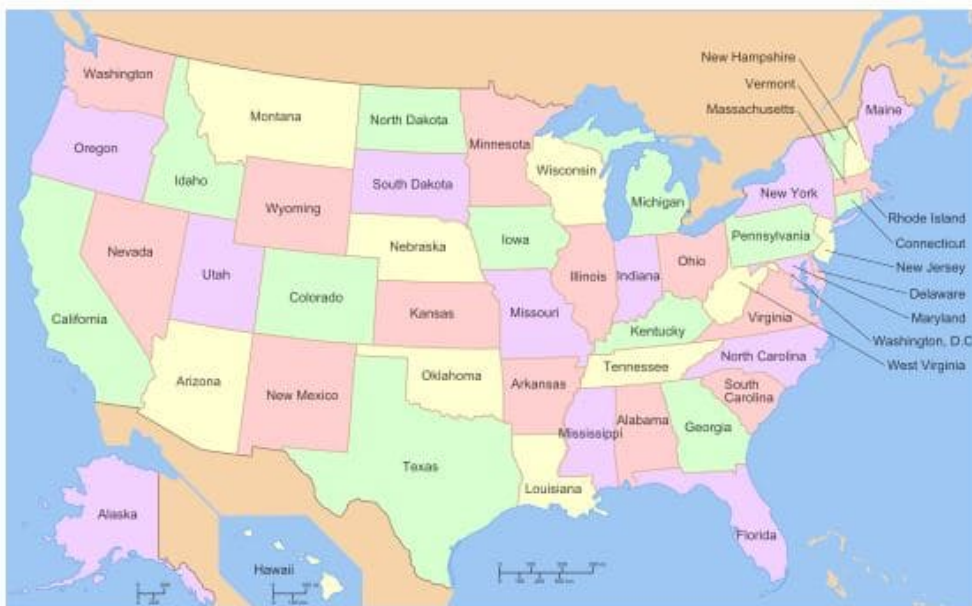 Washington
Oregon
California
Nevada
Idaho
Montana
Wyoming
Utah
Colorado
Arizona
New Mexico
North Dakota
South Dakota
Nebraska
Kansas
Oklahoma
Texas
Minnesota
Iowa
Missouri
Arkansas
Louisiana
Wisconsin
Illinois
Michigan
Indiana
Ohio
Kentucky
Tennessee
Mississippi
Alabama
Georgia
Florida
South
Carolina
North Carolina
Virginia
Pennsylvania
New York
Maine
New Hampshire
Vermont
Massachusetts
Rhode Island
Connecticut
New Jersey
Delaware
Maryland
Washington, D.C
West Virginia
Alaska
Hawaii